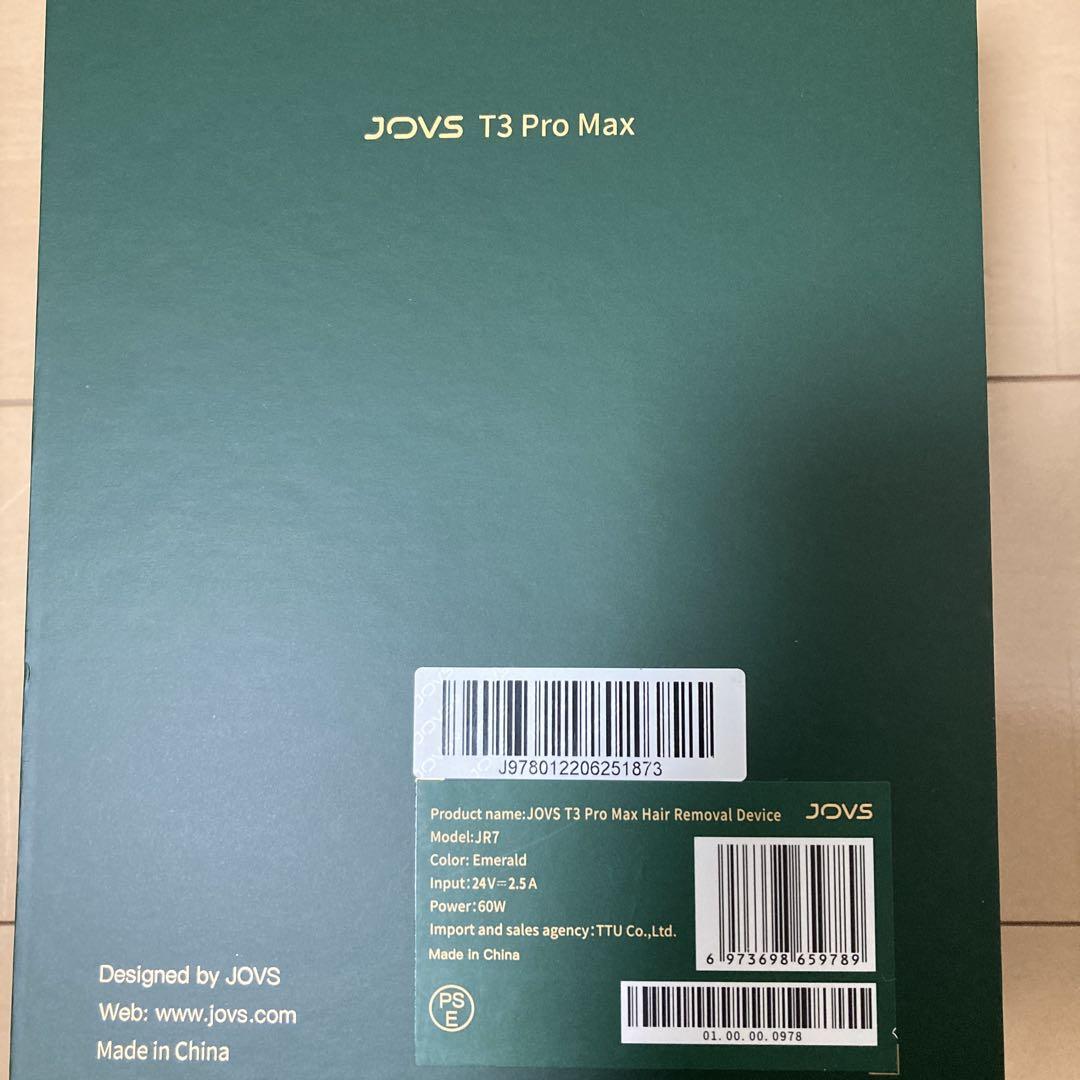 JOVS T3 Pro Max
J978012206251873
Product name:JOVS T3 Pro Max Hair Removal Device
JOVS
Model:JR7
Color: Emerald
Input:24V⎓2.5A
Power:60W
Import and sales agency:TTU Co.,Ltd.
Made in China
6 973698 659789
PS
E
01.00.00.0978
Designed by JOVS
Web: www.jovs.com
Made in China